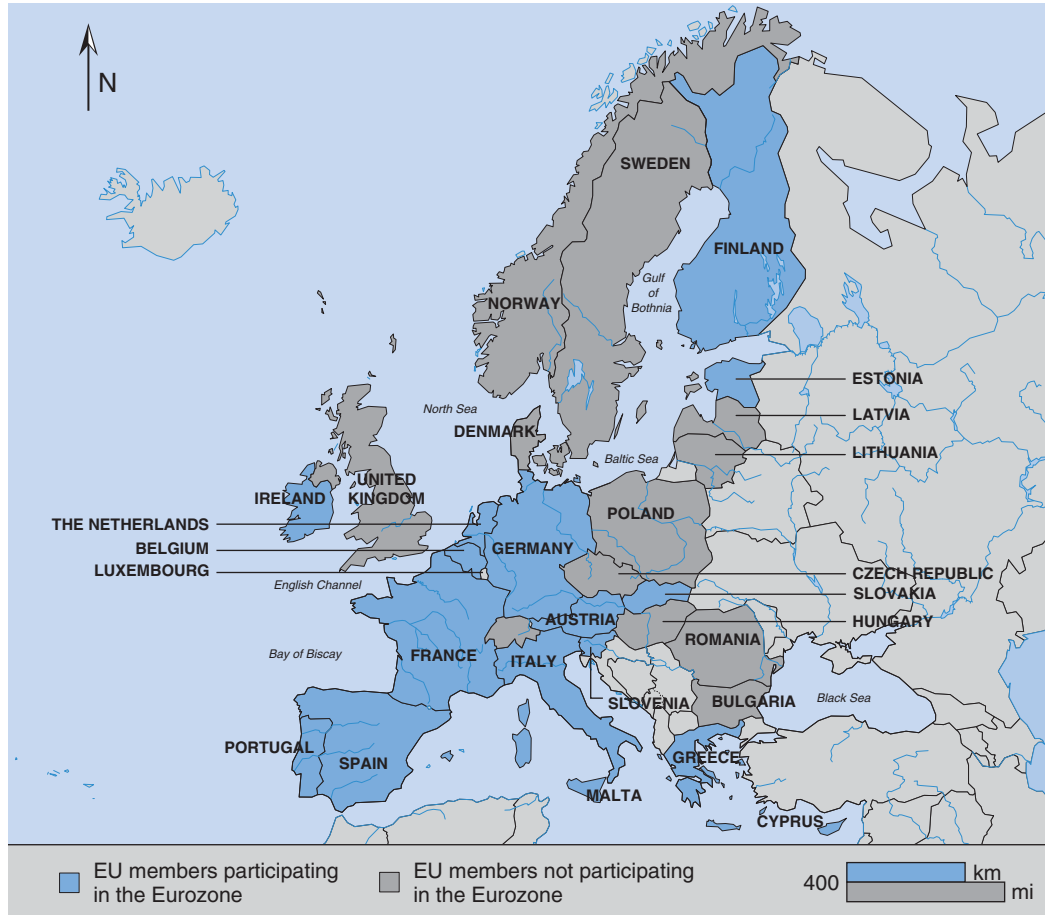 N
SWEDEN
FINLAND
NORWAY
Gulf
of
Bothnia
ESTONIA
North Sea
LATVIA
DENMARK
Baltic Sea
LITHUANIA
UNITED
KINGDOM
IRELAND
POLAND
THE NETHERLANDS
GERMANY
BELGIUM
LUXEMBOURG
CZECH REPUBLIC
English Channel
SLOVAKIA
AUSTRIA
HUNGARY
ROMANIA
Bay of Biscay
FRANCE
ITALY
SLOVENIA
BULGARIA
Black Sea
PORTUGAL
SPAIN
GREECE
MALTA
CYPRUS
EU members participating
in the Eurozone
EU members not participating
in the Eurozone
400
km
mi